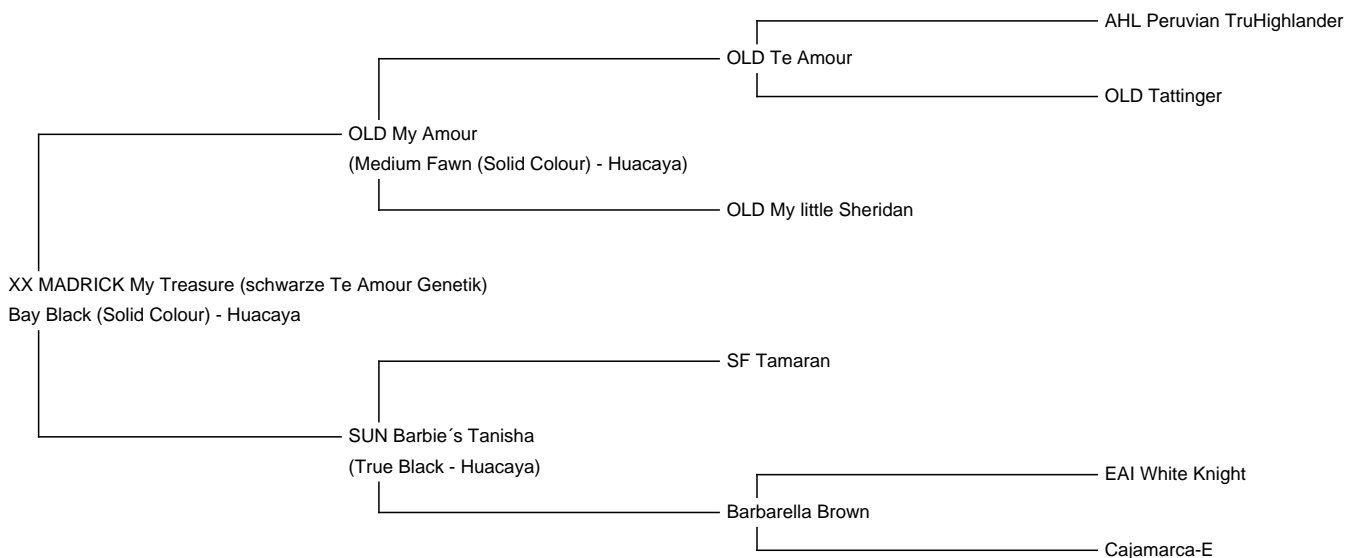 AHL Peruvian TruHighlander
OLD Te Amour
OLD Tattinger
OLD My Amour
(Medium Fawn (Solid Colour) - Huacaya)
OLD My little Sheridan
XX MADRICK My Treasure (schwarze Te Amour Genetik)
Bay Black (Solid Colour) - Huacaya
SF Tamaran
SUN Barbie´s Tanisha
(True Black - Huacaya)
EAI White Knight
Barbarella Brown
Cajamarca-E